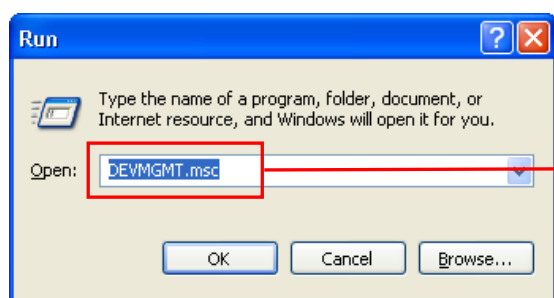 Run
Type the name of a program, folder, document, or
Internet resource, and Windows will open it for you.
Open: DEVMGMT.msc
OK Cancel Browse...